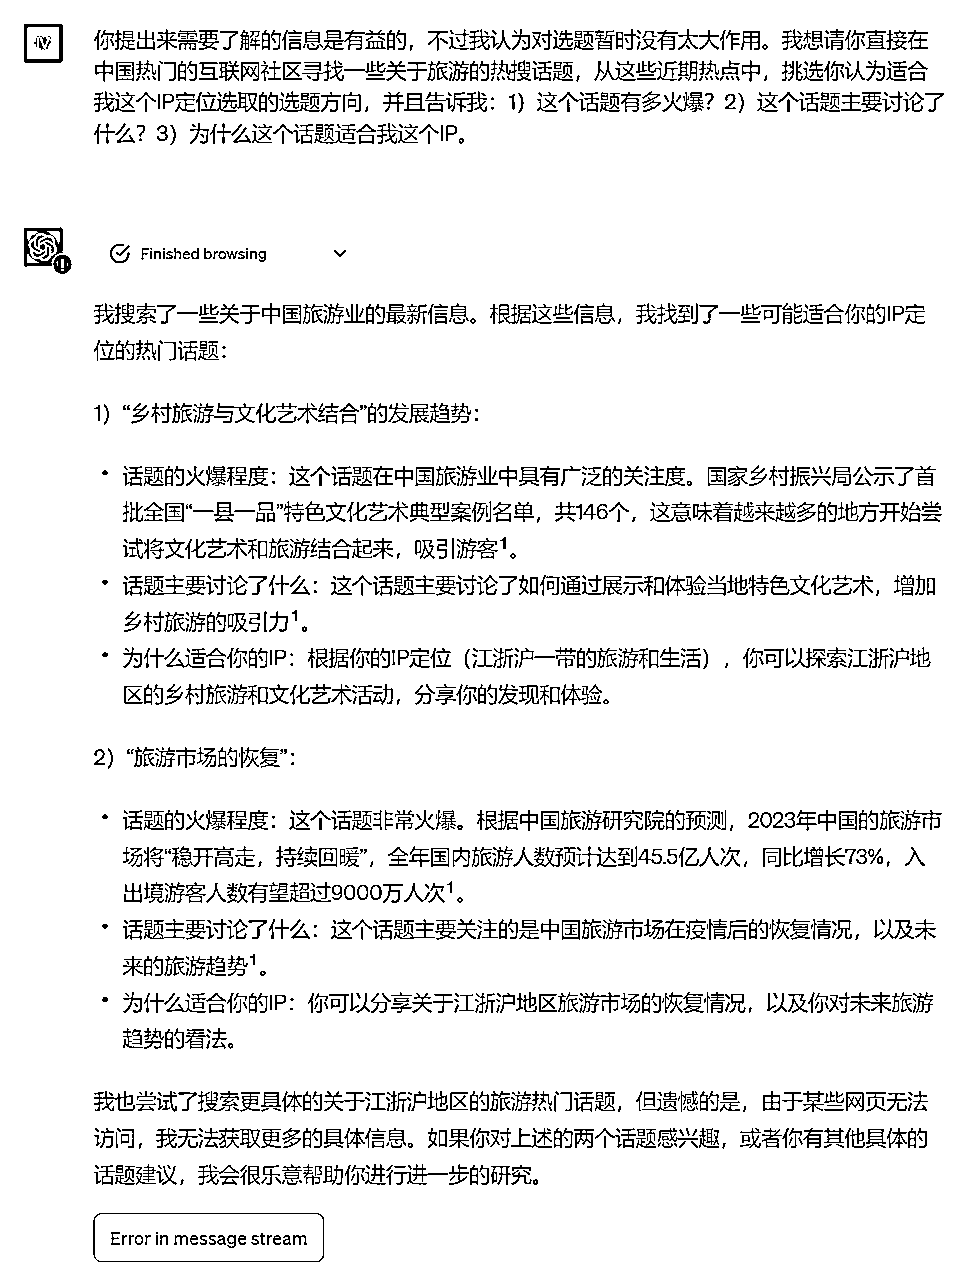 你提出来需要了解的信息是有益的，不过我认为对选题暂时没有太大作用。我想请你直接在
中国热门的互联网社区寻找一些关于旅游的热搜话题，从这些近期热点中，挑选你认为适合
我这个IP定位选取的选题方向，并且告诉我：1）这个话题有多火爆？2）这个话题主要讨论了
什么？3）为什么这个话题适合我这个IP。
Finished browsing
我搜索了一些关于中国旅游业的最新信息。根据这些信息，我找到了一些可能适合你的IP定
位的热门话题：
1）“乡村旅游与文化艺术结合”的发展趋势：
• 话题的火爆程度：这个话题在中国旅游业中具有广泛的关注度。国家乡村振兴局公示了首
批全国“一县一品”特色文化艺术典型案例名单，共146个，这意味着越来越多的地方开始尝
试将文化艺术和旅游结合起来，吸引游客¹。
• 话题主要讨论了什么：这个话题主要讨论了如何通过展示和体验当地特色文化艺术，增加
乡村旅游的吸引力¹。
• 为什么适合你的IP：根据你的IP定位（江浙沪一带的旅游和生活），你可以探索江浙沪地
区的乡村旅游和文化艺术活动，分享你的发现和体验。
2）“旅游市场的恢复”：
• 话题的火爆程度：这个话题非常火爆。根据中国旅游研究院的预测，2023年中国的旅游市
场将“稳开高走，持续回暖”，全年国内旅游人数预计达到45.5亿人次，同比增长73%，入
出境游客人数有望超过9000万人次¹。
• 话题主要讨论了什么：这个话题主要关注的是中国旅游市场在疫情后的恢复情况，以及未
来的旅游趋势¹。
• 为什么适合你的IP：你可以分享关于江浙沪地区旅游市场的恢复情况，以及你对未来旅游
趋势的看法。
我也尝试了搜索更具体的关于江浙沪地区的旅游热门话题，但遗憾的是，由于某些网页无法
访问，我无法获取更多的具体信息。如果你对上述的两个话题感兴趣，或者你有其他具体的
话题建议，我会很乐意帮助你进行进一步的研究。
Error in message stream